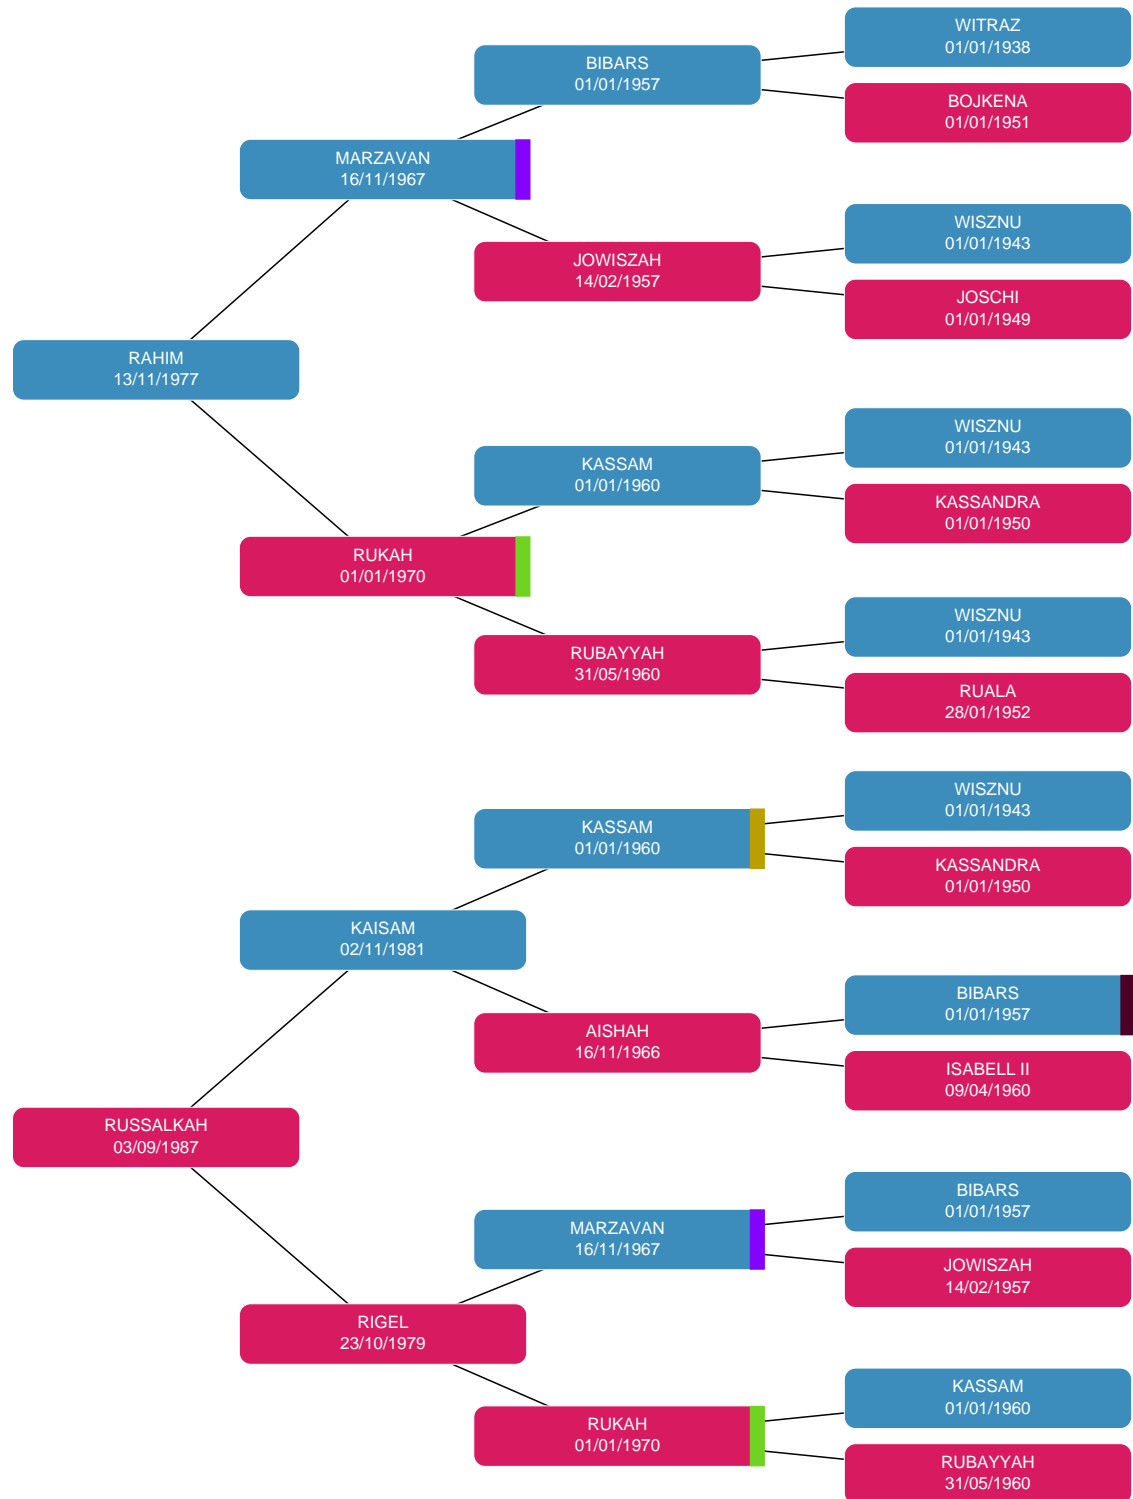 WITRAZ
01/01/1938
BIBARS
01/01/1957
BOJKENA
01/01/1951
MARZAVAN
16/11/1967
WISZNU
01/01/1943
JOWISZAH
14/02/1957
JOSCHI
01/01/1949
RAHIM
13/11/1977
WISZNU
01/01/1943
KASSAM
01/01/1960
KASSANDRA
01/01/1950
RUKAH
01/01/1970
WISZNU
01/01/1943
RUBAYYAH
31/05/1960
RUALA
28/01/1952
WISZNU
01/01/1943
KASSAM
01/01/1960
KASSANDRA
01/01/1950
KAISAM
02/11/1981
BIBARS
01/01/1957
AISHAH
16/11/1966
ISABELL II
09/04/1960
RUSSALKAH
03/09/1987
BIBARS
01/01/1957
MARZAVAN
16/11/1967
JOWISZAH
14/02/1957
RIGEL
23/10/1979
KASSAM
01/01/1960
RUKAH
01/01/1970
RUBAYYAH
31/05/1960